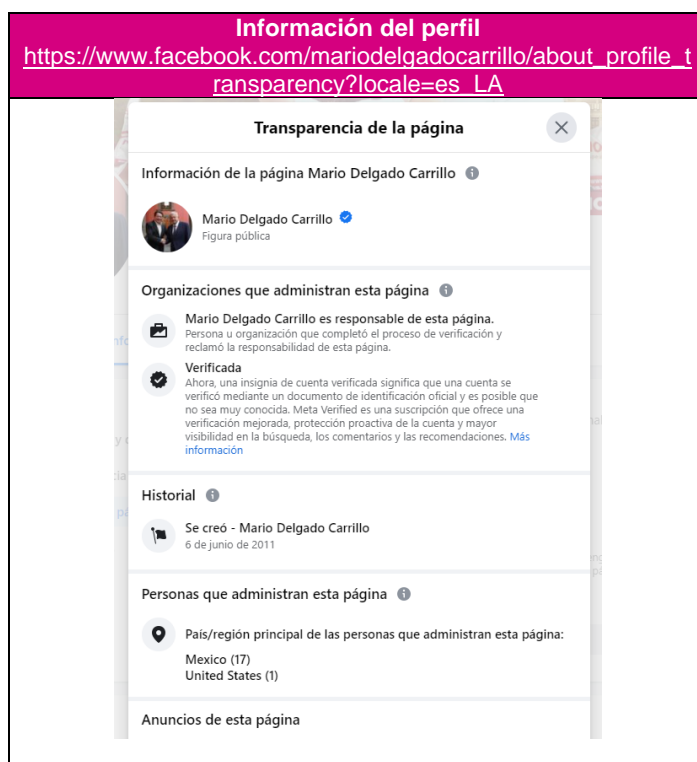 Información del perfil
https://www.facebook.com/mariodelgadocarrillo/about_profile_t
ransparency?locale=es_LA
Transparencia de la página
Información de la página Mario Delgado Carrillo
Mario Delgado Carrillo
Figura pública
Organizaciones que administran esta página
Mario Delgado Carrillo es responsable de esta página.
Persona u organización que completó el proceso de verificación y
reclamó la responsabilidad de esta página.
Verificada
Ahora, una insignia de cuenta verificada significa que una cuenta se
verificó mediante un documento de identificación oficial y es posible que
no sea muy conocida. Meta Verified es una suscripción que ofrece una
verificación mejorada, protección proactiva de la cuenta y mayor
visibilidad en la búsqueda, los comentarios y las recomendaciones. Más
información
Historial
Se creó - Mario Delgado Carrillo
6 de junio de 2011
Personas que administran esta página
País/región principal de las personas que administran esta página:
Mexico (17)
United States (1)
Anuncios de esta página